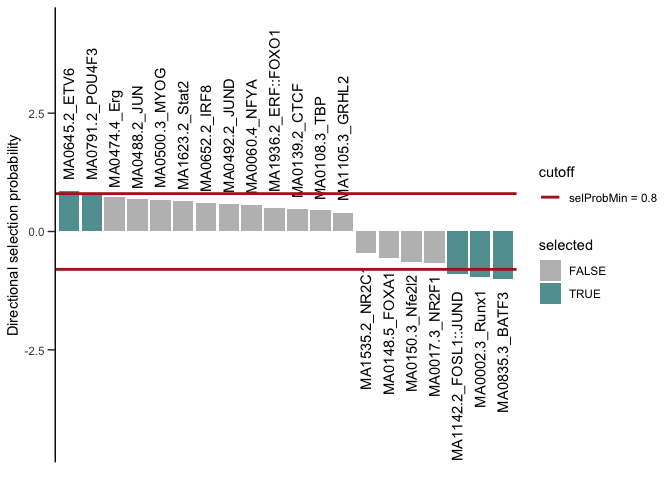 Directional selection probability
2.5
0.0
-2.5
MA0645.2_ETV6
MA0791.2_POU4F3
MA0474.4_Erg
MA0488.2_JUN
MA0500.3_MYOG
MA1623.2_Stat2
MA0652.2_IRF8
MA0492.2_JUND
MA0060.4_NFYA
MA1936.2_ERF::FOXO1
MA0139.2_CTCF
MA0108.3_TBP
MA1105.3_GRHL2
MA1535.2_NR2C
MA0148.5_FOXA1
MA0150.3_Nfe2l2
MA0017.3_NR2F1
MA1142.2_FOSL1::JUND
MA0002.3_Runx1
MA0835.3_BATF3
cutoff
selProbMin = 0.8
selected
FALSE
TRUE